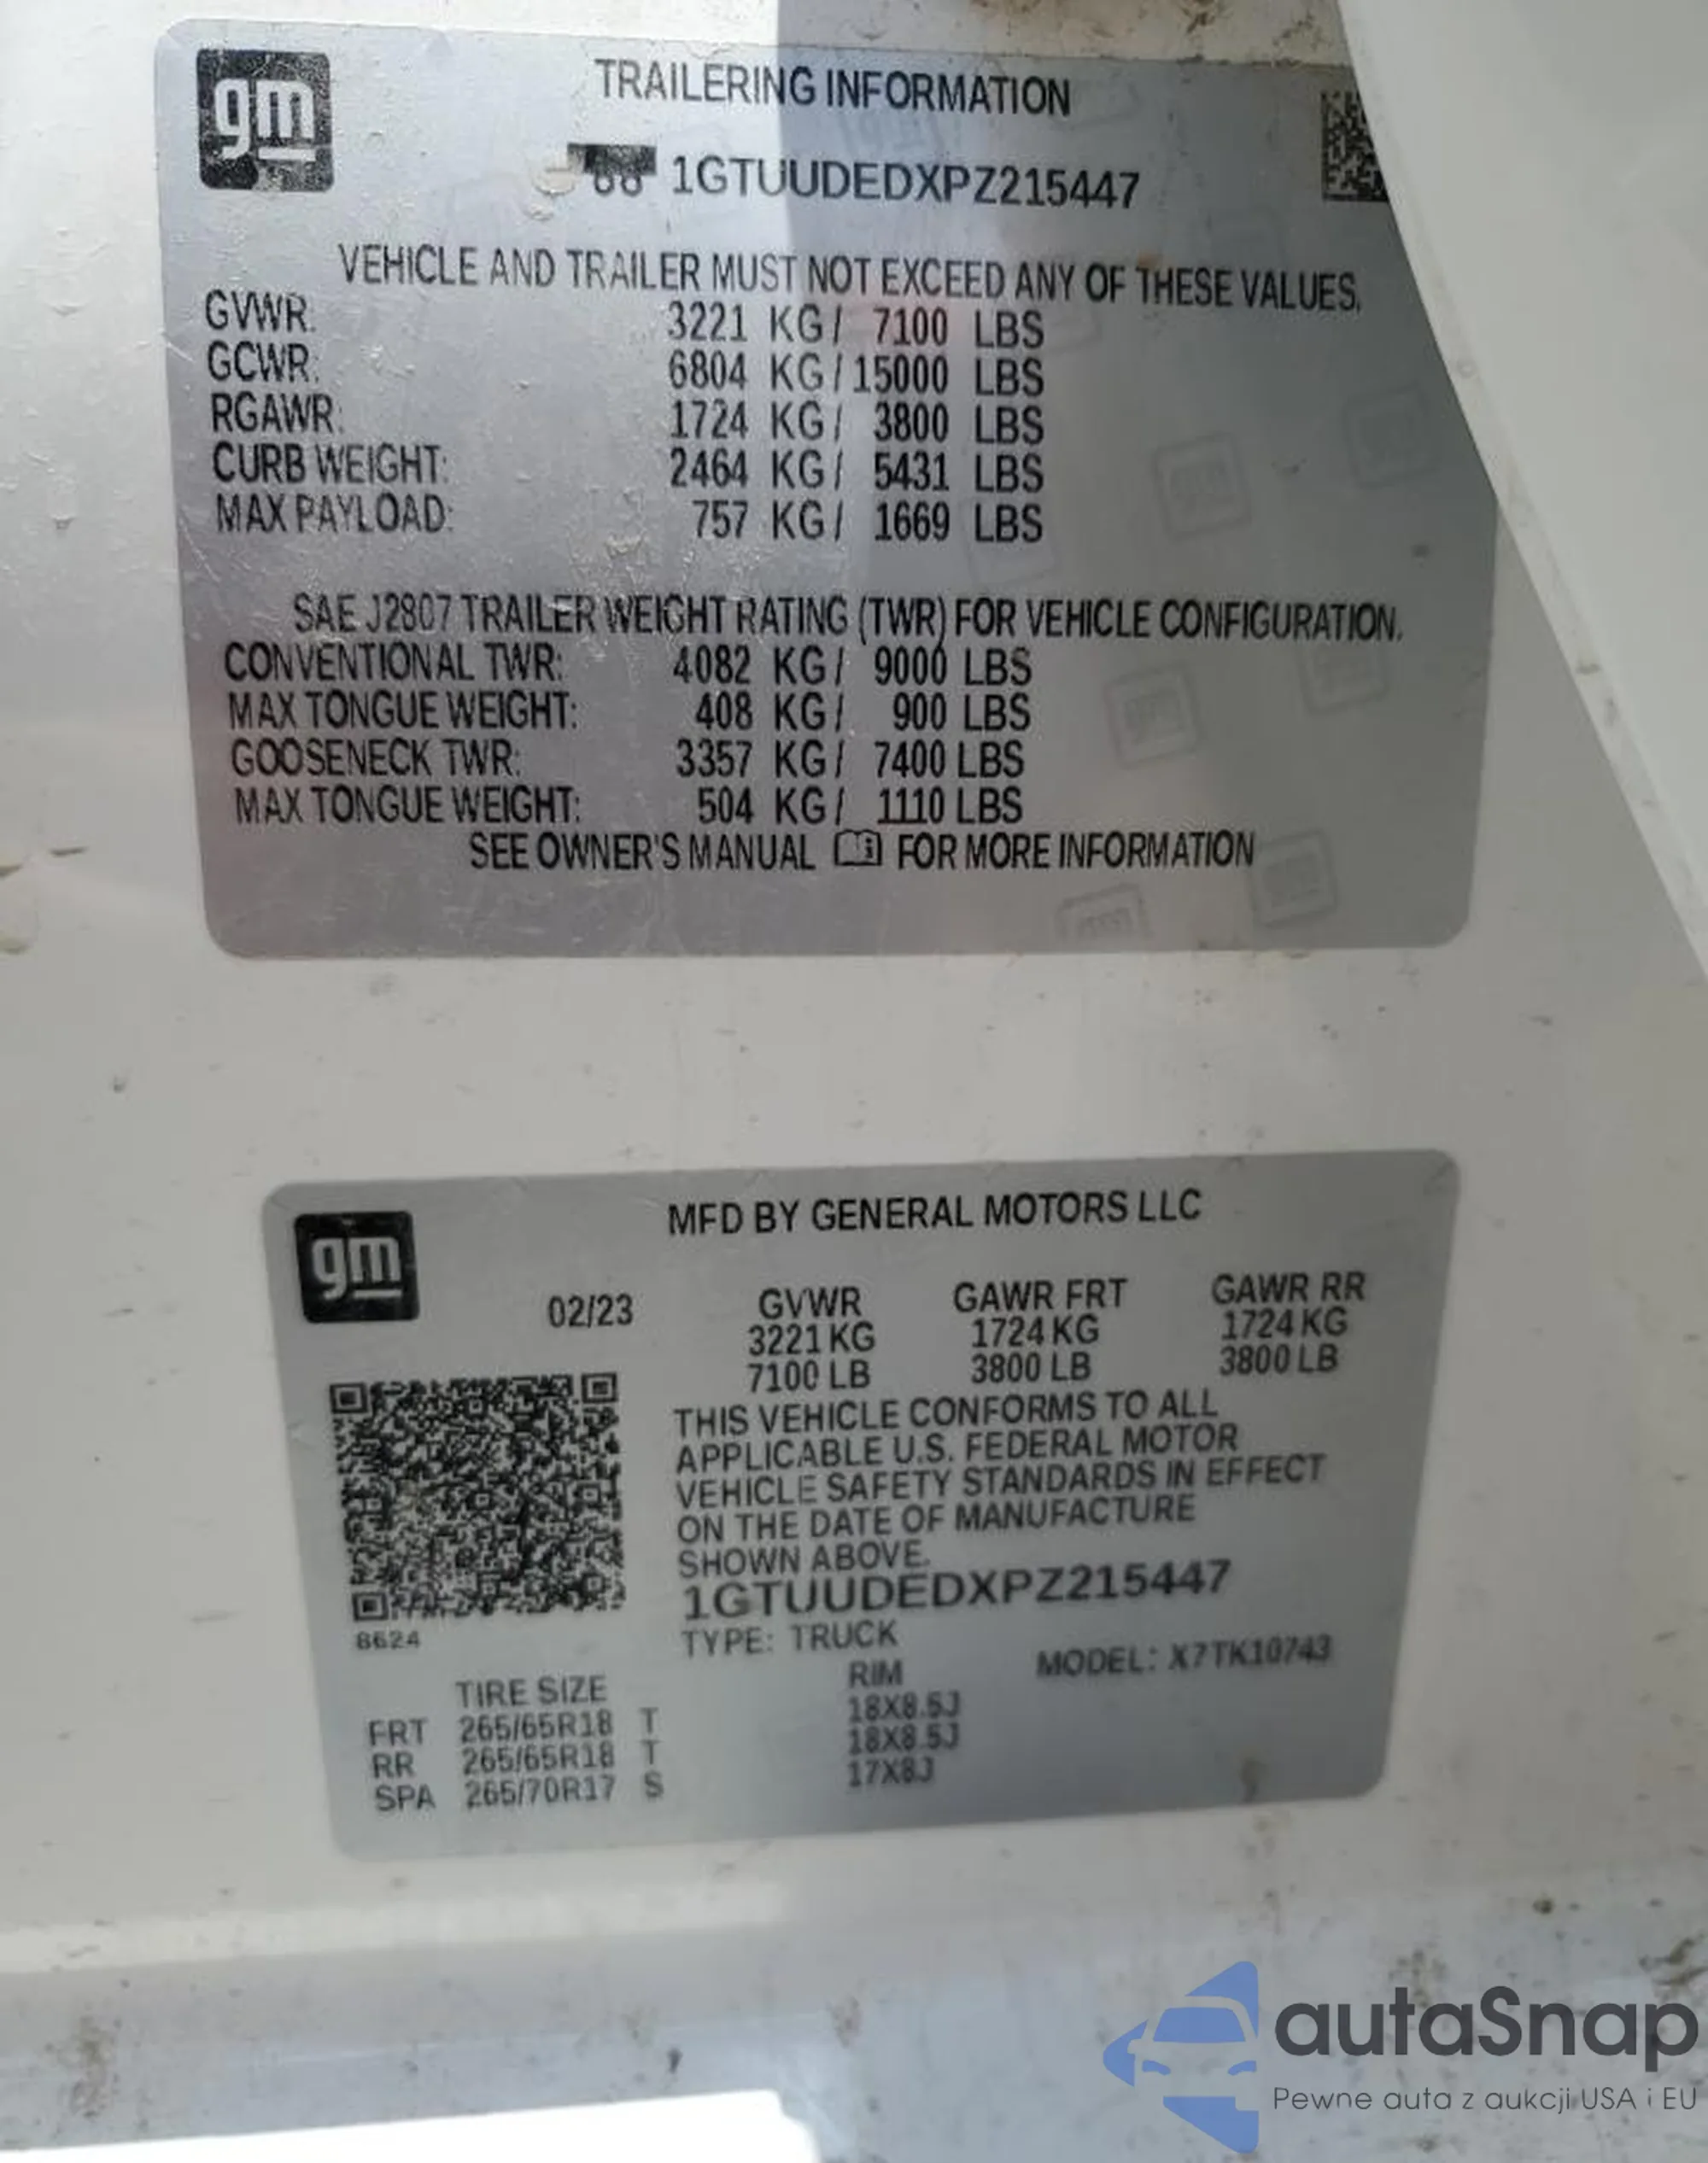 gm
TRAILERING INFORMATION
1GTUUDEDXPZ215447
VEHICLE AND TRAILER MUST NOT EXCEED ANY OF THESE VALUES.
GVWR: 3221 KG/ 7100 LBS
GCWR: 6804 KG/15000 LBS
RGAWR: 1724 KG/ 3800 LBS
CURB WEIGHT: 2464 KG/ 5431 LBS
MAX PAYLOAD: 757 KG/ 1669 LBS
SAE J2807 TRAILER WEIGHT RATING (TWR) FOR VEHICLE CONFIGURATION.
CONVENTIONAL TWR: 4082 KG/ 9000 LBS
MAX TONGUE WEIGHT: 408 KG/ 900 LBS
GOOSENECK TWR: 3357 KG/ 7400 LBS
MAX TONGUE WEIGHT: 504 KG/ 1110 LBS
SEE OWNER'S MANUAL FOR MORE INFORMATION
gm
MFD BY GENERAL MOTORS LLC
02/23 GVWR GAWR FRT GAWR RR
3221 KG 1724 KG 1724 KG
7100 LB 3800 LB 3800 LB
THIS VEHICLE CONFORMS TO ALL
APPLICABLE U.S. FEDERAL MOTOR
VEHICLE SAFETY STANDARDS IN EFFECT
ON THE DATE OF MANUFACTURE
SHOWN ABOVE.
1GTUUDEDXPZ215447
8624
TYPE: TRUCK
MODEL: X7TK10743
TIRE SIZE RIM
FRT 265/65R18 T 18X8.5J
RR 265/65R18 T 18X8.5J
SPA 265/70R17 S 17X8J
autaSnap
Pewne auta z aukcji USA i EU